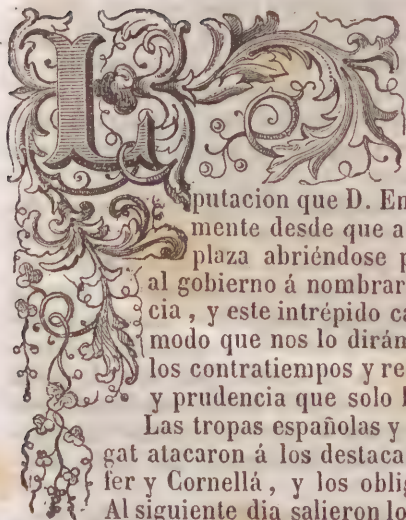 L
putacion que D. En
mente desde que a
plaza abriéndose p
al gobierno á nombrar
cia, y este intrépido ca
modo que nos lo dirán
los contratiempos y re
y prudencia que solo l
Las tropas españolas y
gat atacaron á los destaca
fer y Cornellá, y los oblig
Al siguiente dia salieron lo